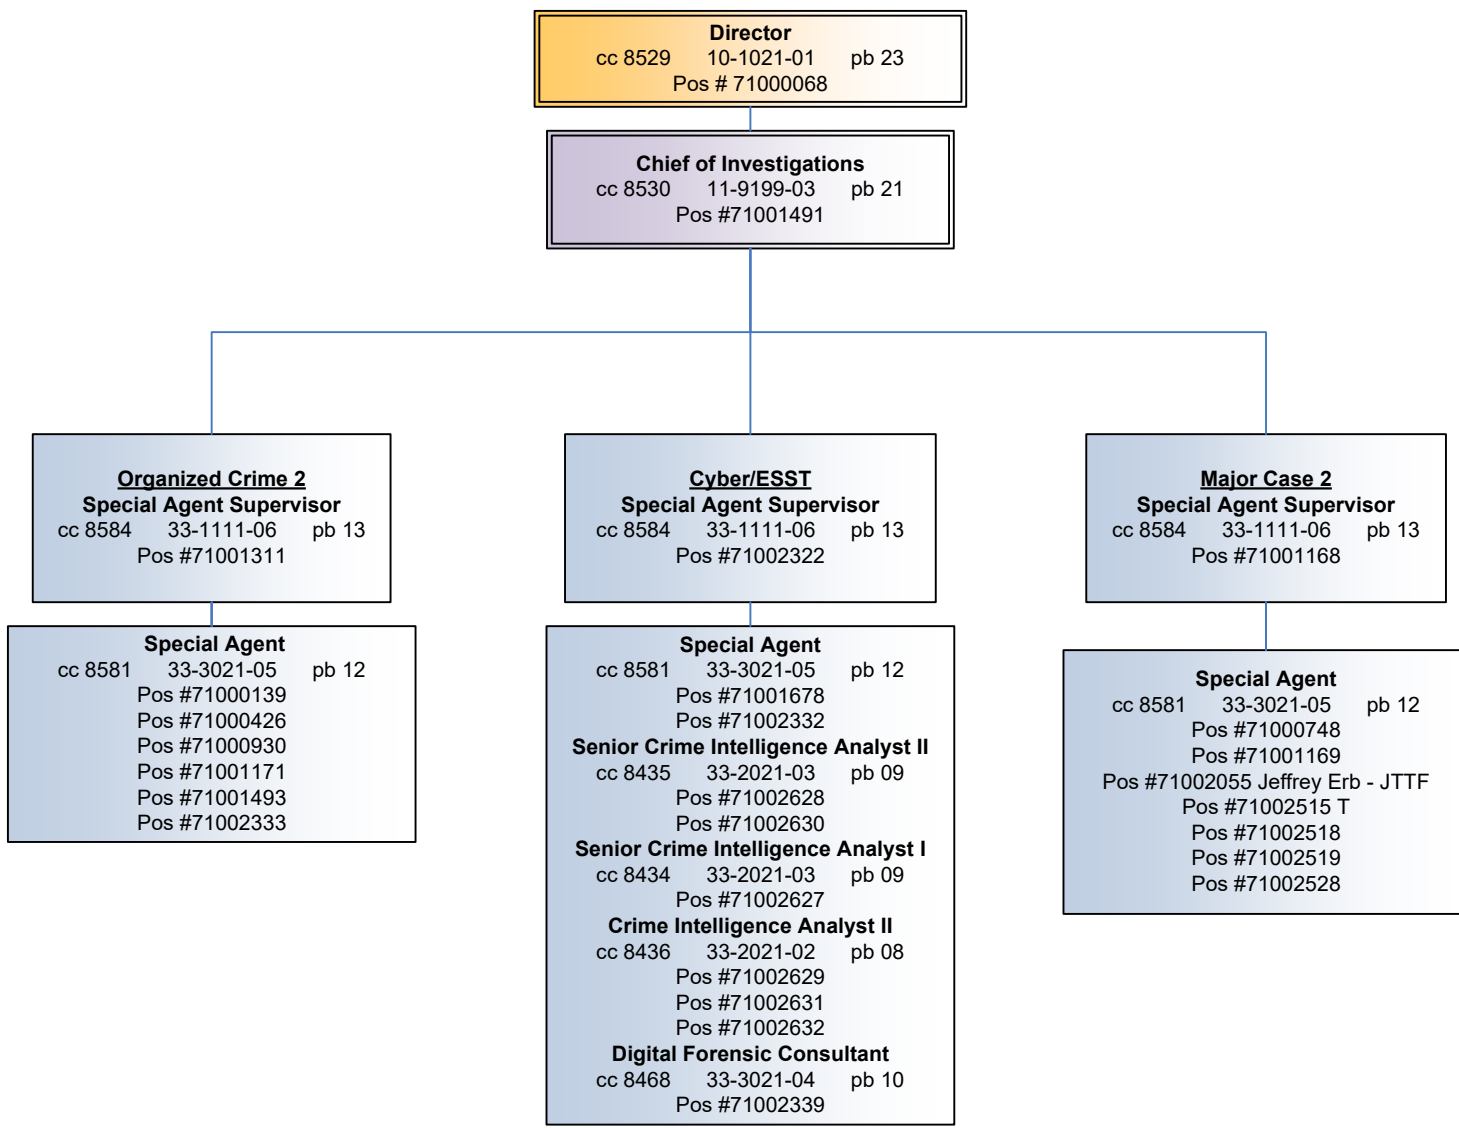 Director
cc 8529 10-1021-01 pb 23
Pos # 71000068
Chief of Investigations
cc 8530 11-9199-03 pb 21
Pos #71001491
Organized Crime 2
Special Agent Supervisor
cc 8584 33-1111-06 pb 13
Pos #71001311
Special Agent
cc 8581 33-3021-05 pb 12
Pos #71000139
Pos #71000426
Pos #71000930
Pos #71001171
Pos #71001493
Pos #71002333
Cyber/ESST
Special Agent Supervisor
cc 8584 33-1111-06 pb 13
Pos #71002322
Special Agent
cc 8581 33-3021-05 pb 12
Pos #71001678
Pos #71002332
Senior Crime Intelligence Analyst II
cc 8435 33-2021-03 pb 09
Pos #71002628
Pos #71002630
Senior Crime Intelligence Analyst I
cc 8434 33-2021-03 pb 09
Pos #71002627
Crime Intelligence Analyst II
cc 8436 33-2021-02 pb 08
Pos #71002629
Pos #71002631
Pos #71002632
Digital Forensic Consultant
cc 8468 33-3021-04 pb 10
Pos #71002339
Major Case 2
Special Agent Supervisor
cc 8584 33-1111-06 pb 13
Pos #71001168
Special Agent
cc 8581 33-3021-05 pb 12
Pos #71000748
Pos #71001169
Pos #71002055 Jeffrey Erb - JTTF
Pos #71002515 T
Pos #71002518
Pos #71002519
Pos #71002528